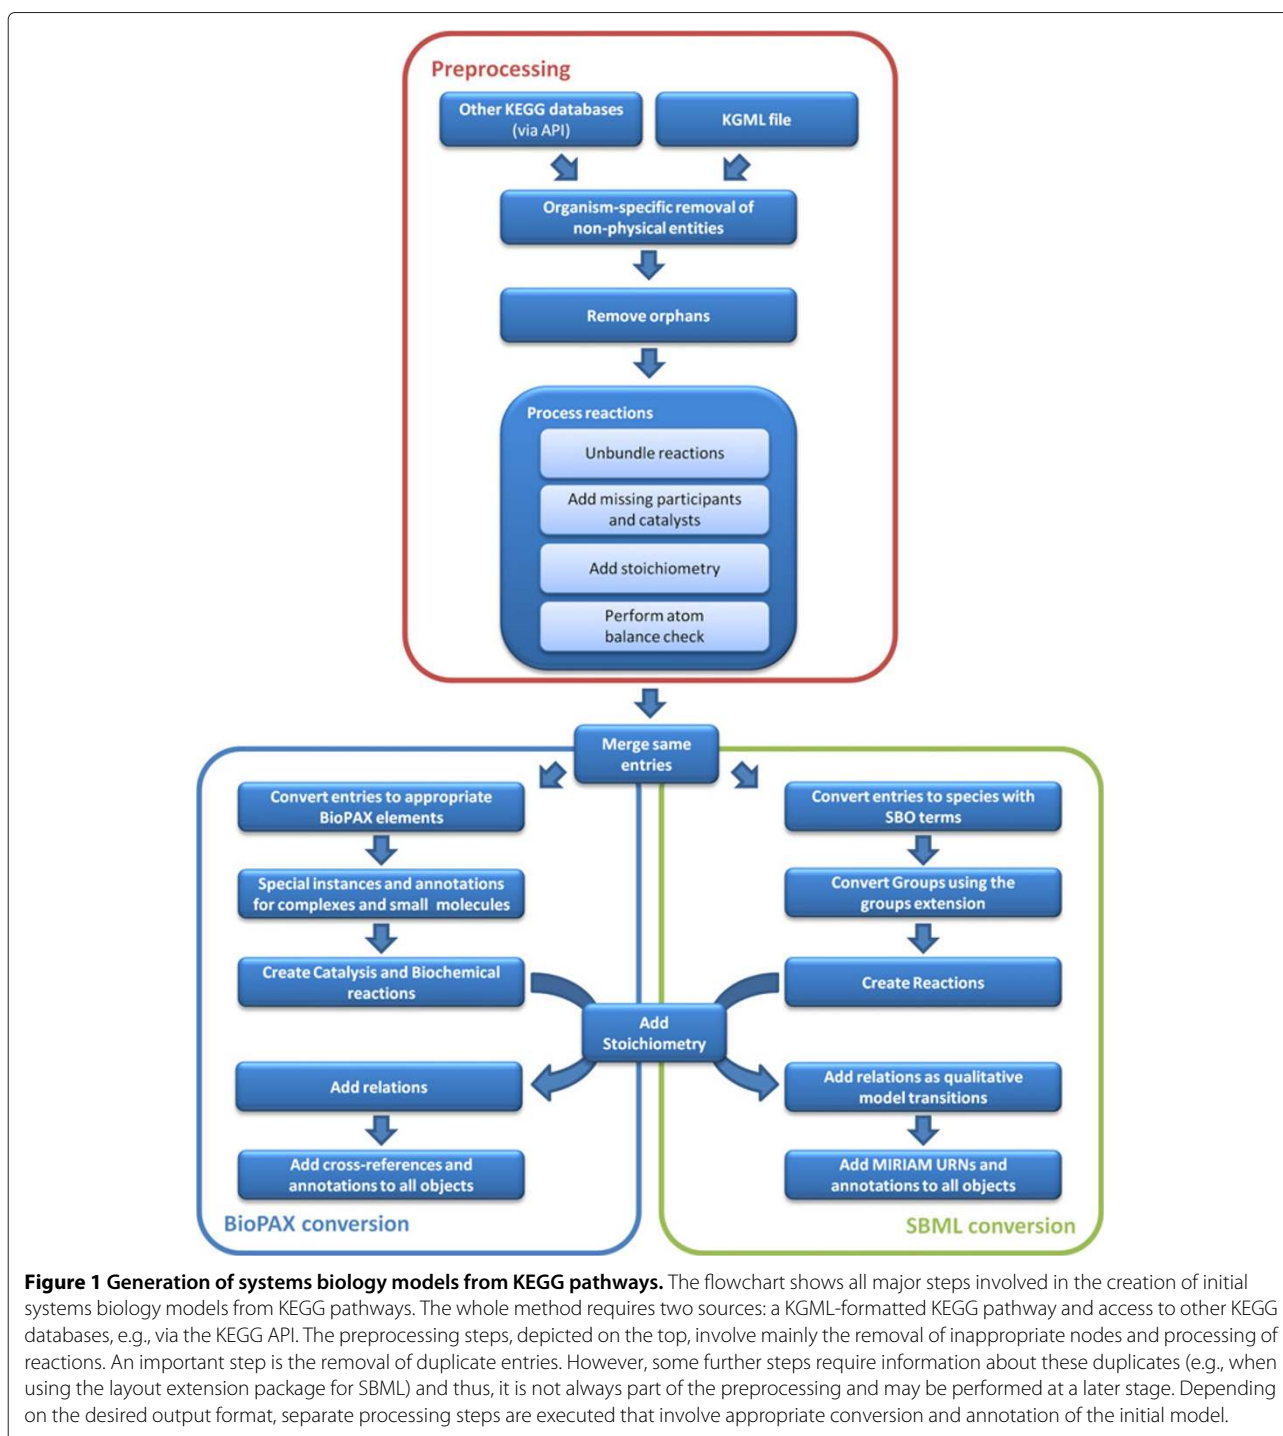 Preprocessing
Other KEGG databases
(via API)
KGML file
Organism-specific removal of
non-physical entities
Remove orphans
Process reactions
Unbundle reactions
Add missing participants
and catalysts
Add stoichiometry
Perform atom
balance check
Merge same
entries
Convert entries to appropriate
BioPAX elements
Special instances and annotations
for complexes and small molecules
Create Catalysis and Biochemical
reactions
Convert entries to species with
SBO terms
Convert Groups using the
groups extension
Create Reactions
Add
Stoichiometry
Add relations
Add cross-references and
annotations to all objects
BioPAX conversion
Add relations as qualitative
model transitions
Add MIRIAM URNs and
annotations to all objects
SBML conversion
Figure 1 Generation of systems biology models from KEGG pathways. The flowchart shows all major steps involved in the creation of initial
systems biology models from KEGG pathways. The whole method requires two sources: a KGML-formatted KEGG pathway and access to other KEGG
databases, e.g., via the KEGG API. The preprocessing steps, depicted on the top, involve mainly the removal of inappropriate nodes and processing of
reactions. An important step is the removal of duplicate entries. However, some further steps require information about these duplicates (e.g., when
using the layout extension package for SBML) and thus, it is not always part of the preprocessing and may be performed at a later stage. Depending
on the desired output format, separate processing steps are executed that involve appropriate conversion and annotation of the initial model.